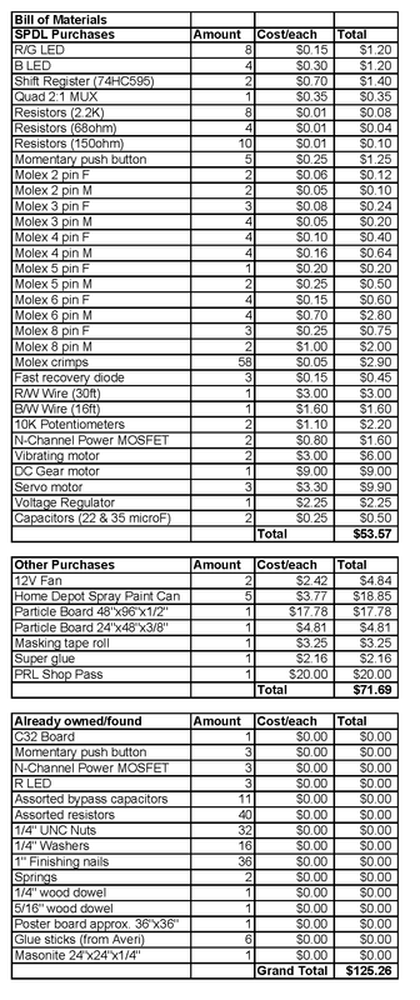 Bill of Materials
SPDL Purchases Amount Cost/each Total
R/G LED 8 $0.15 $1.20
B LED 4 $0.30 $1.20
Shift Register (74HC595) 2 $0.70 $1.40
Quad 2:1 MUX 1 $0.35 $0.35
Resistors (2.2K) 8 $0.01 $0.08
Resistors (68ohm) 4 $0.01 $0.04
Resistors (150ohm) 10 $0.01 $0.10
Momentary push button 5 $0.25 $1.25
Molex 2 pin F 2 $0.06 $0.12
Molex 2 pin M 2 $0.05 $0.10
Molex 3 pin F 3 $0.08 $0.24
Molex 3 pin M 4 $0.05 $0.20
Molex 4 pin F 4 $0.10 $0.40
Molex 4 pin M 4 $0.16 $0.64
Molex 5 pin F 1 $0.20 $0.20
Molex 5 pin M 2 $0.25 $0.50
Molex 6 pin F 4 $0.15 $0.60
Molex 6 pin M 4 $0.70 $2.80
Molex 8 pin F 3 $0.25 $0.75
Molex 8 pin M 2 $1.00 $2.00
Molex crimps 58 $0.05 $2.90
Fast recovery diode 3 $0.15 $0.45
R/W Wire (30ft) 1 $3.00 $3.00
B/W Wire (16ft) 1 $1.60 $1.60
10K Potentiometers 2 $1.10 $2.20
N-Channel Power MOSFET 2 $0.80 $1.60
Vibrating motor 2 $3.00 $6.00
DC Gear motor 1 $9.00 $9.00
Servo motor 3 $3.30 $9.90
Voltage Regulator 1 $2.25 $2.25
Capacitors (22 & 35 microF) 2 $0.25 $0.50
Total $53.57
Other Purchases Amount Cost/each Total
12V Fan 2 $2.42 $4.84
Home Depot Spray Paint Can 5 $3.77 $18.85
Particle Board 48"x96"x1/2" 1 $17.78 $17.78
Particle Board 24"x48"x3/8" 1 $4.81 $4.81
Masking tape roll 1 $3.25 $3.25
Super glue 1 $2.16 $2.16
PRL Shop Pass 1 $20.00 $20.00
Total $71.69
Already owned/found Amount Cost/each Total
C32 Board 1 $0.00 $0.00
Momentary push button 3 $0.00 $0.00
N-Channel Power MOSFET 3 $0.00 $0.00
R LED 3 $0.00 $0.00
Assorted bypass capacitors 11 $0.00 $0.00
Assorted resistors 40 $0.00 $0.00
1/4" UNC Nuts 32 $0.00 $0.00
1/4" Washers 16 $0.00 $0.00
1" Finishing nails 36 $0.00 $0.00
Springs 2 $0.00 $0.00
1/4" wood dowel 1 $0.00 $0.00
5/16" wood dowel 1 $0.00 $0.00
Poster board approx. 36"x36" 1 $0.00 $0.00
Glue sticks (from Averi) 6 $0.00 $0.00
Masonite 24"x24"x1/4" 1 $0.00 $0.00
Grand Total $125.26